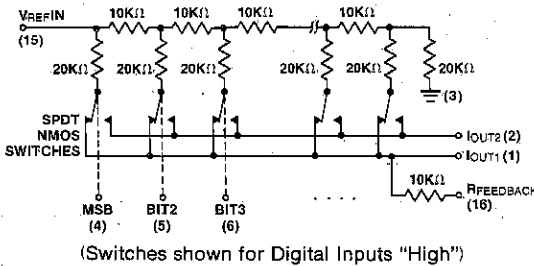 VREFIN
(15)
10KΩ 10KΩ 10KΩ 10KΩ
20KΩ 20KΩ 20KΩ 20KΩ 20KΩ 20KΩ
(3)
SPDT
NMOS
SWITCHES
IOUT2 (2)
IOUT1 (1)
10KΩ
RFEEDBACK
(16)
MSB BIT2 BIT3 . . . . .
(4) (5) (6)
(Switches shown for Digital Inputs "High")